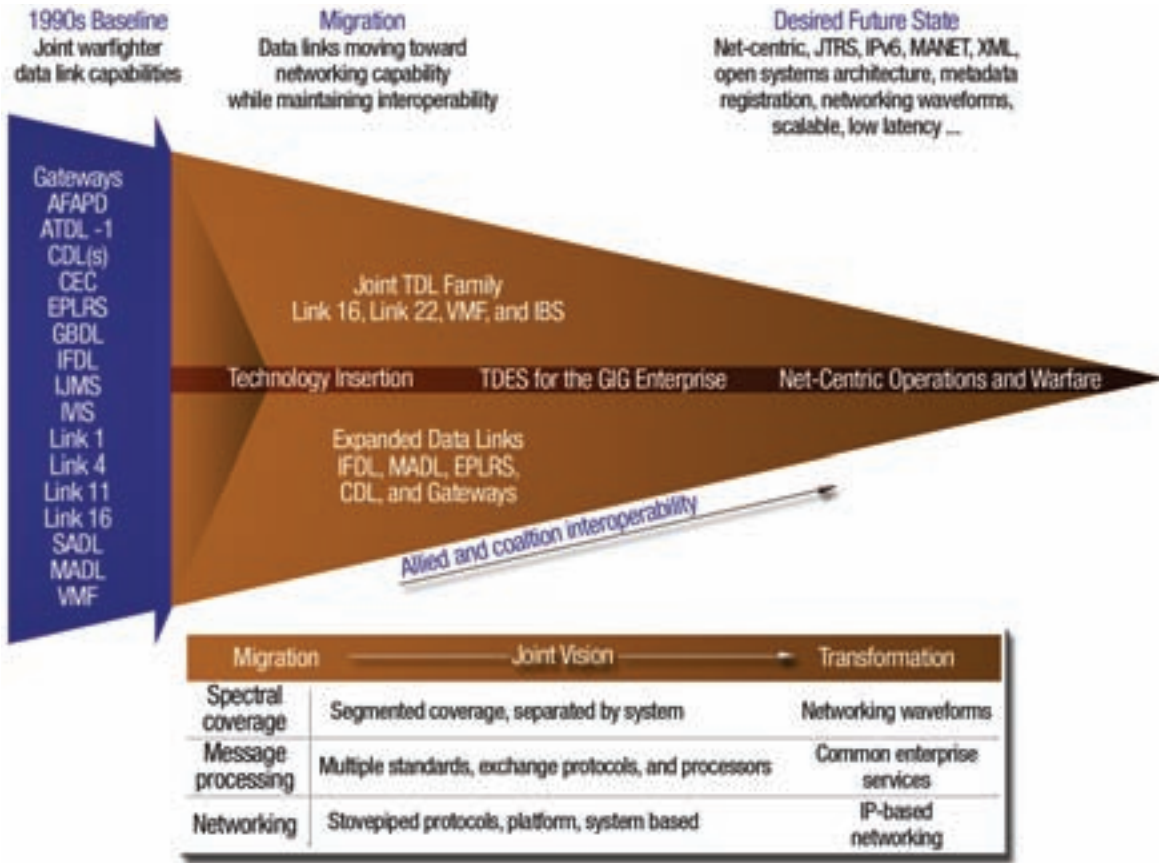 1990s Baseline
Joint warfighter
data link capabilities
Migration
Data links moving toward
networking capability
while maintaining interoperability
Desired Future State
Net-centric, JTRS, IPv6, MANET, XML,
open systems architecture, metadad
registration, networking waveforms,
scalable, low latency ...
Gateways
AFAPD
ATDL -1
CDL(s)
CEC
EPLRS
GBDL
IFDL
IJMS
IVIS
Link 1
Link 4
Link 11
Link 16
SADL
MADL
VMF
Joint TDL Family
Link 16, Link 22, VMF, and IBS
Technology Insertion
TDES for the GIG Enterprise
Net-Centric Operations and Warfare
Expanded Data Links
IFDL, MADL, EPLRS,
CDL, and Gateways
Allied and coaltion interoperability
Migration
Joint Vision
Transformation
Spectral
coverage
Segmented coverage, separated by system
Networking waveforms
Message
processing
Multiple standards, exchange protocols, and processors
Common enterprise
services
Networking
Stovepiped protocols, platform, system based
IP-based
networking